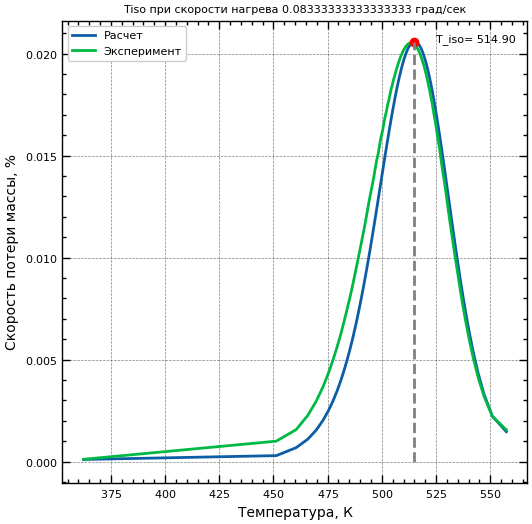 Tiso при скорости нагрева 0.08333333333333333 град/сек
Расчет
Эксперимент
T_iso= 514.90
Скорость потери массы, %
0.020
0.015
0.010
0.005
0.000
375 400 425 450 475 500 525 550
Температура, К